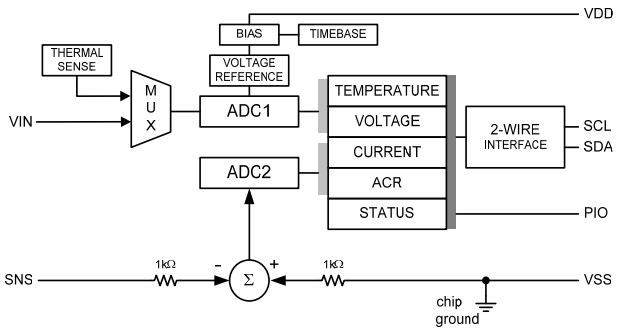 VDD
BIAS
TIMEBASE
THERMAL
SENSE
VOLTAGE
REFERENCE
MUX
VIN
ADC1
TEMPERATURE
VOLTAGE
CURRENT
ACR
STATUS
2-WIRE
INTERFACE
SCL
SDA
ADC2
PIO
SNS
1kΩ
-
Σ
+
1kΩ
VSS
chip
ground